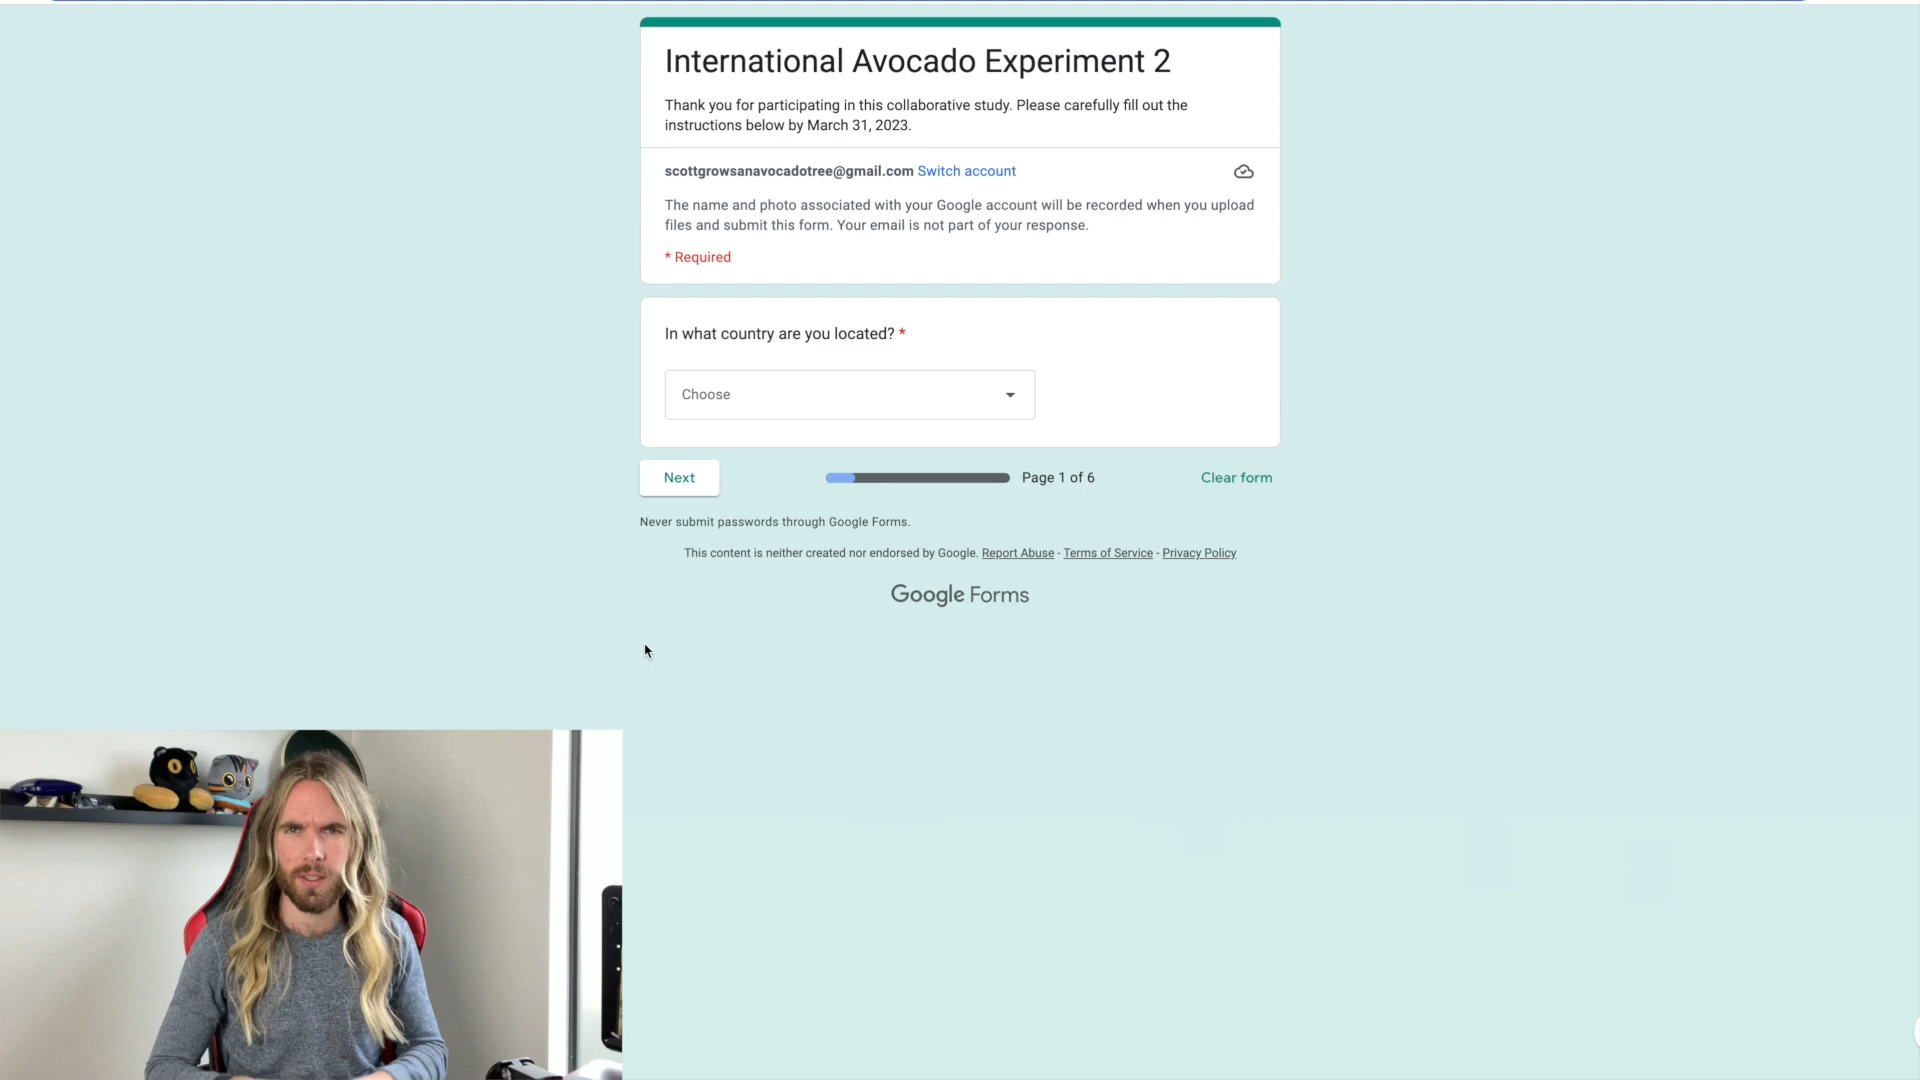 International Avocado Experiment 2
Thank you for participating in this collaborative study. Please carefully fill out the
instructions below by March 31, 2023.
scottgrowsanavocadotree@gmail.com Switch account
The name and photo associated with your Google account will be recorded when you upload
files and submit this form. Your email is not part of your response.
* Required
In what country are you located? *
Choose
Next
Page 1 of 6
Clear form
Never submit passwords through Google Forms.
This content is neither created nor endorsed by Google. Report Abuse - Terms of Service - Privacy Policy
Google Forms